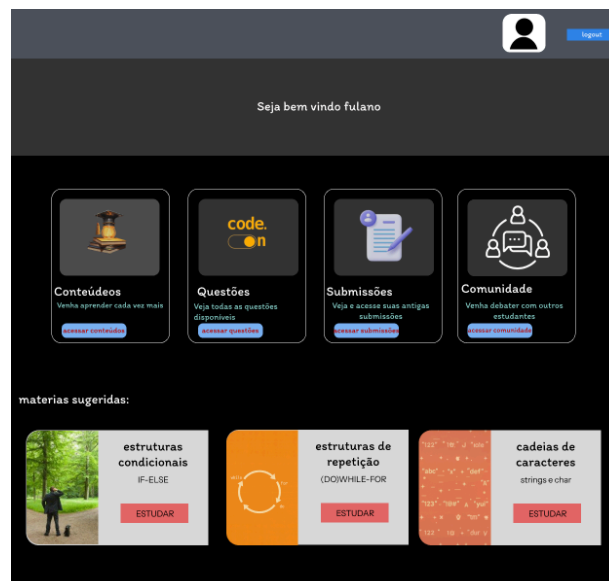 logout
Seja bem vindo fulano
code.
n
Conteúdeos
Venha aprender cada vez mais
acessar conteúdos
Questões
Veja todas as questões
disponíveis
acessar questões
Submissões
Veja e acesse suas antigas
submissões
acessar submissões
Comunidade
Venha debater com outros
estudantes
acessar comunidade
materias sugeridas:
estruturas
condicionais
IF-ELSE
ESTUDAR
estruturas de
repetição
(DO)WHILE-FOR
ESTUDAR
cadeias de
caracteres
strings e char
ESTUDAR